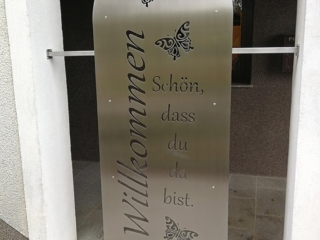 Willkommen
Schön,
dass
du
da
bist.